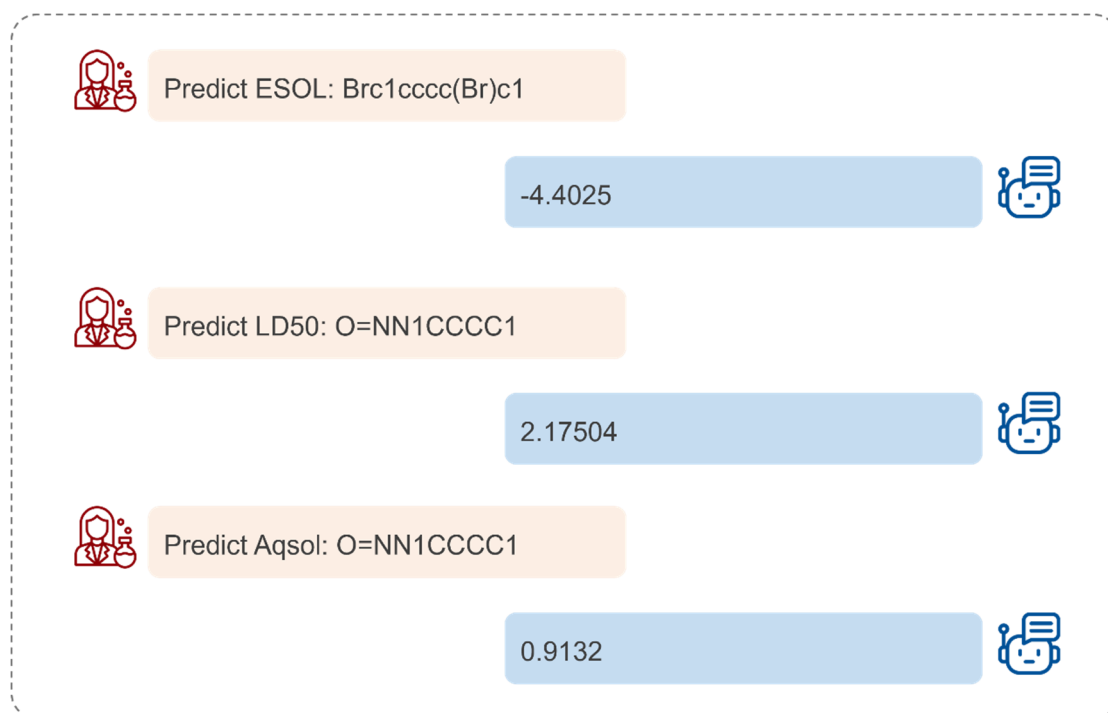 Predict ESOL: Brc1cccc(Br)c1
-4.4025
Predict LD50: O=NN1CCCC1
2.17504
Predict Aqsol: O=NN1CCCC1
0.9132